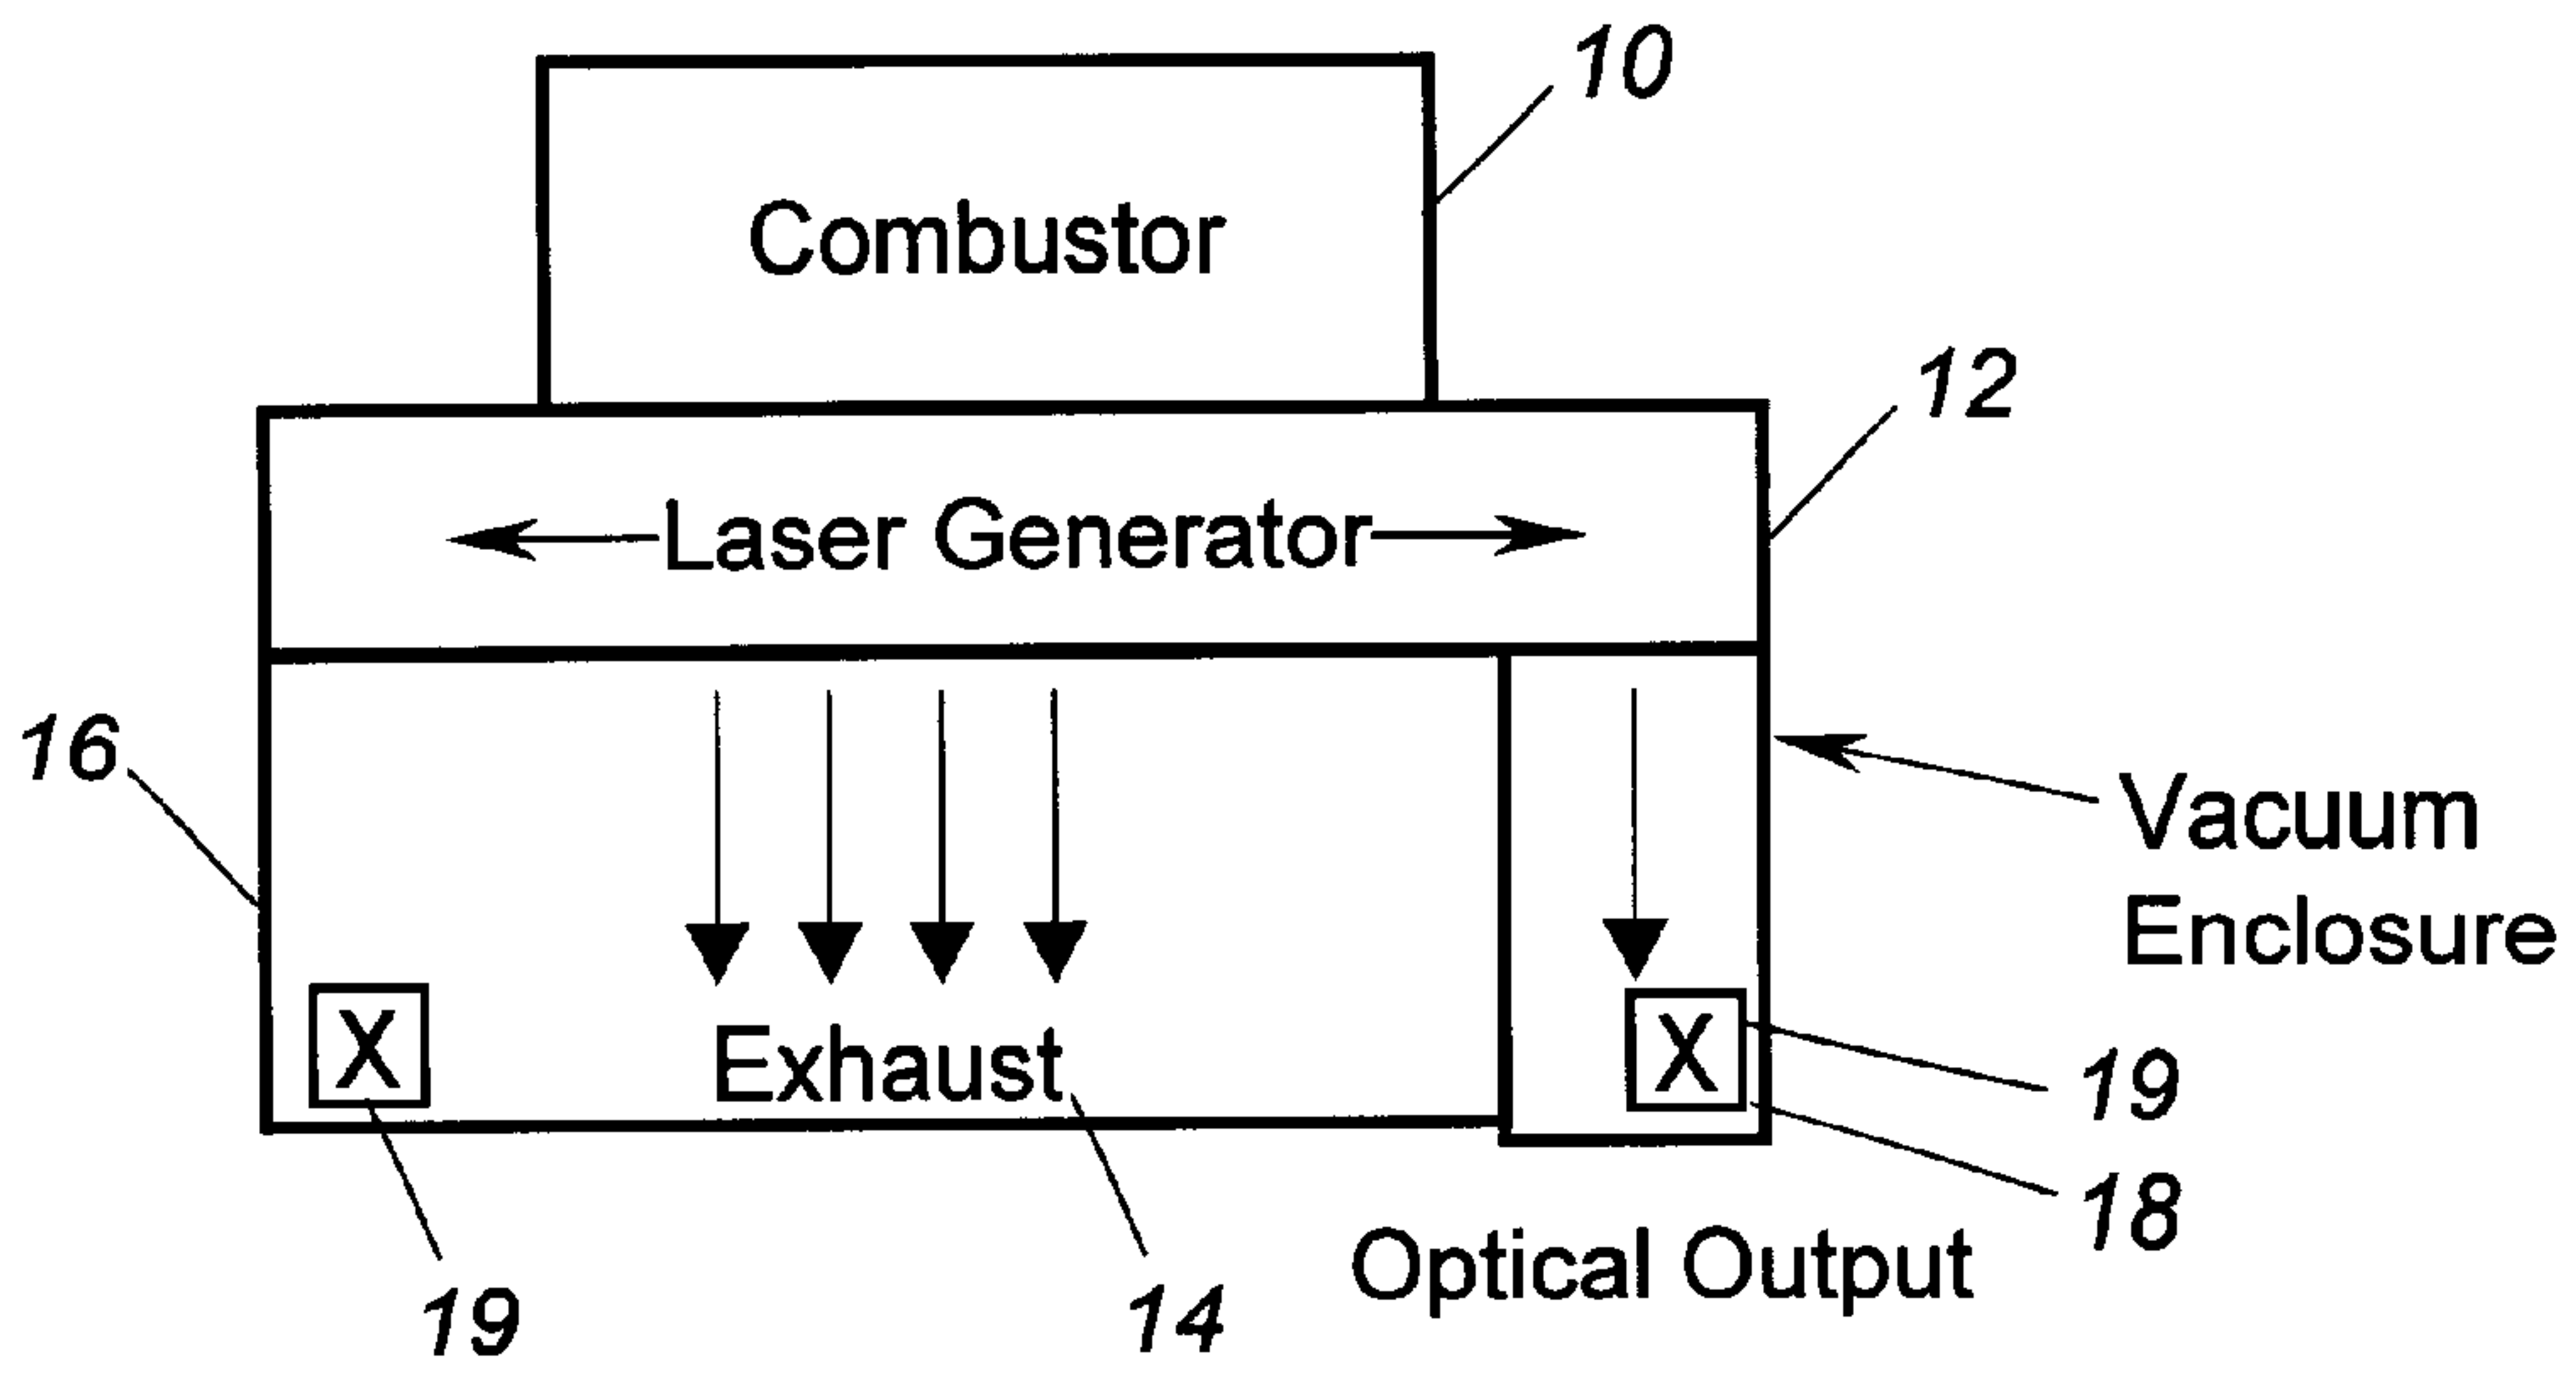 10
Combustor
12
Laser Generator
16
Vacuum
Enclosure
X
Exhaust
X
19
18
Optical Output
19
14